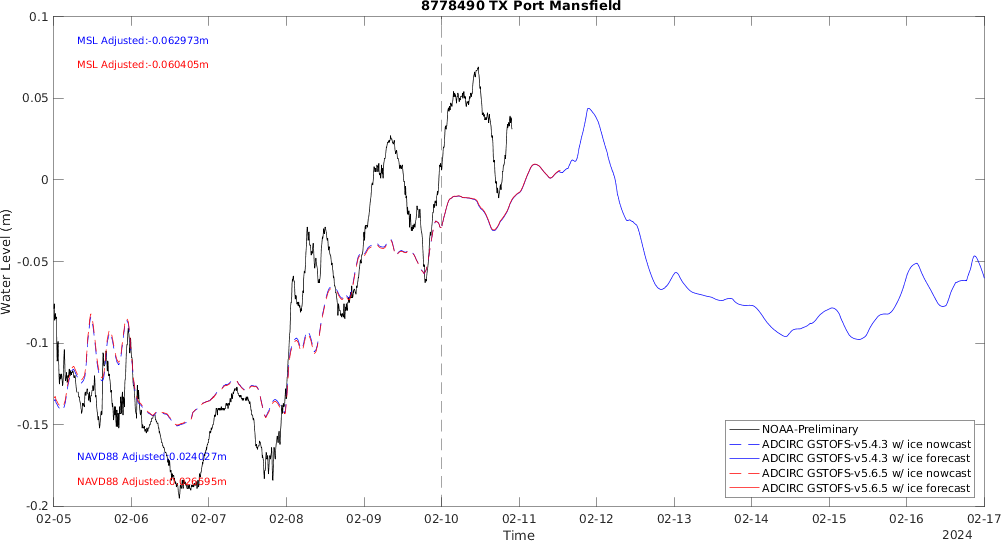 8778490 TX Port Mansfield
0.1
MSL Adjusted:-0.062973m
MSL Adjusted:-0.060405m
0.05
0
-0.05
-0.1
-0.15
-0.2
Water Level (m)
NAVD88 Adjusted:0.024027m
NAVD88 Adjusted:0.026595m
NOAA-Preliminary
ADCIRC GSTOFS-v5.4.3 w/ ice nowcast
ADCIRC GSTOFS-v5.4.3 w/ ice forecast
ADCIRC GSTOFS-v5.6.5 w/ ice nowcast
ADCIRC GSTOFS-v5.6.5 w/ ice forecast
02-05 02-06 02-07 02-08 02-09 02-10 02-11 02-12 02-13 02-14 02-15 02-16 02-17
Time
2024